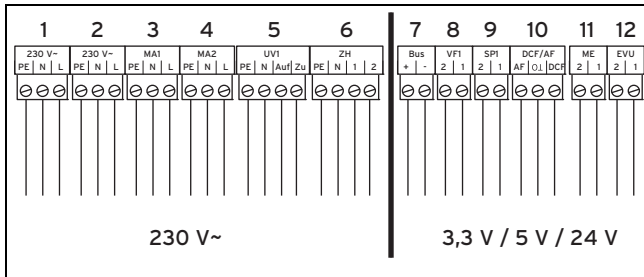 1 2 3 4 5 6 7 8 9 10 11 12
230 V~ 230 V~ MA1 MA2 UV1 ZH Bus VF1 SP1 DCF/AF ME EVU
PE N L PE N L PE N L PE N L PE N Auf Zu PE N 1 2 + - 2 1 2 1 AF O⊥ DCF 2 1 2 1
230 V~ 3,3 V / 5 V / 24 V